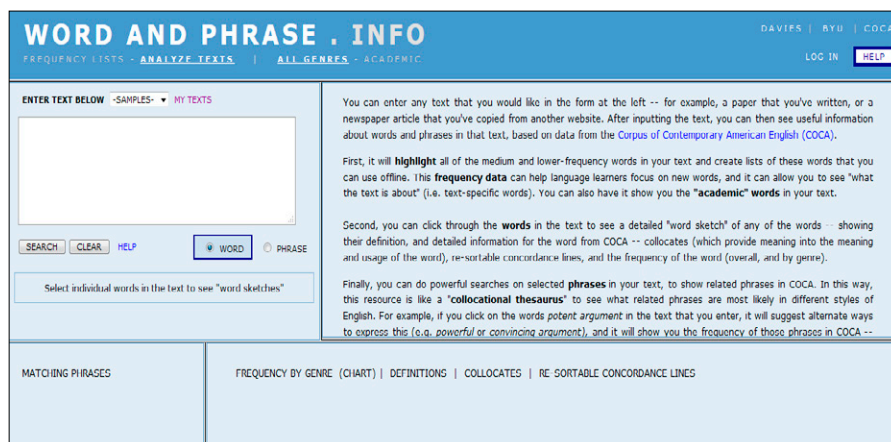 WORD AND PHRASE . INFO
DAVIES | BYU | COCA
FREQUENCY LISTS - ANALYZE TEXTS | ALL GENRES - ACADEMIC
LOG IN HELP
ENTER TEXT BELOW -SAMPLES- MY TEXTS
SEARCH CLEAR HELP WORD PHRASE
Select individual words in the text to see "word sketches"
You can enter any text that you would like in the form at the left -- for example, a paper that you've written, or a
newspaper article that you've copied from another website. After inputting the text, you can then see useful
information about words and phrases in that text, based on data from the Corpus of Contemporary American English (COCA).
First, it will highlight all of the medium and lower-frequency words in your text and create lists of these words that you
can use offline. This frequency data can help language learners focus on new words, and it can allow you to see "what
the text is about" (i.e. text-specific words). You can also have it show you the "academic" words in your text.
Second, you can click through the words in the text to see a detailed "word sketch" of any of the words -- showing
their definition, and detailed information for the word from COCA -- collocates (which provide meaning into the meaning
and usage of the word), re-sortable concordance lines, and the frequency of the word (overall, and by genre).
Finally, you can do powerful searches on selected phrases in your text, to show related phrases in COCA. In this way,
this resource is like a "collocational thesaurus" to see what related phrases are most likely in different styles of
English. For example, if you click on the words potent argument in the text that you enter, it will suggest alternate ways
to express this (e.g. powerful or convincing argument), and it will show you the frequency of those phrases in COCA --
MATCHING PHRASES
FREQUENCY BY GENRE (CHART) | DEFINITIONS | COLLOCATES | RE-SORTABLE CONCORDANCE LINES